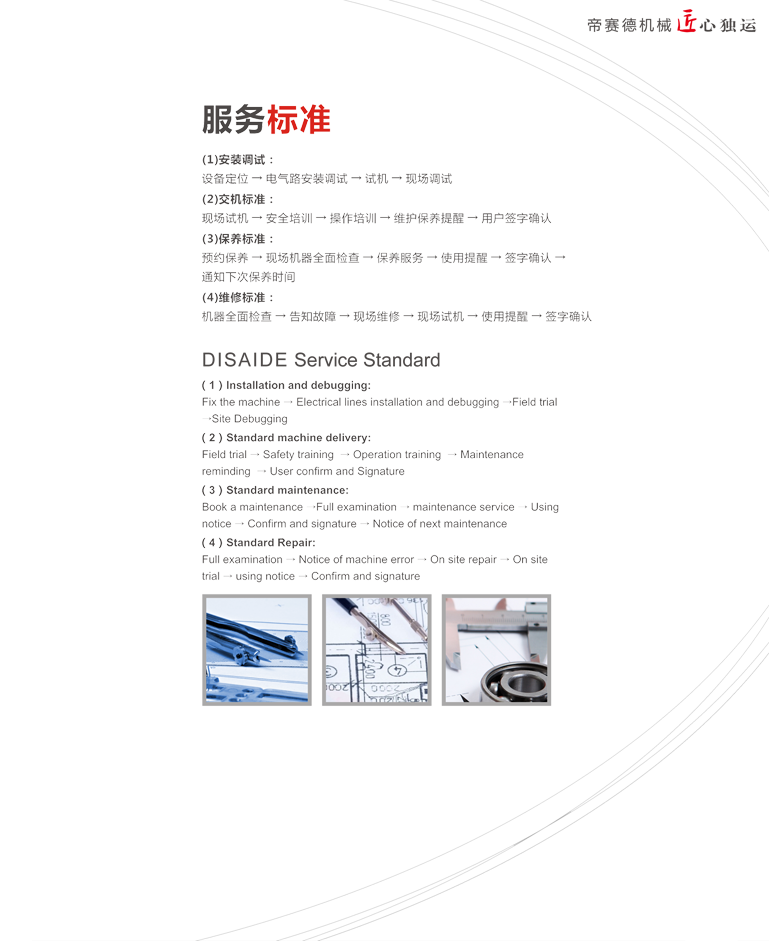 帝赛德机械 匠心独运
服务标准
(1)安装调试：
设备定位 → 电气路安装调试 → 试机 → 现场调试
(2)交机标准：
现场试机 → 安全培训 → 操作培训 → 维护保养提醒 → 用户签字确认
(3)保养标准：
预约保养 → 现场机器全面检查 → 保养服务 → 使用提醒 → 签字确认 →
通知下次保养时间
(4)维修标准：
机器全面检查 → 告知故障 → 现场维修 → 现场试机 → 使用提醒 → 签字确认
DISAIDE Service Standard
( 1 ) Installation and debugging:
Fix the machine → Electrical lines installation and debugging →Field trial
→Site Debugging
( 2 ) Standard machine delivery:
Field trial → Safety training → Operation training → Maintenance
reminding → User confirm and Signature
( 3 ) Standard maintenance:
Book a maintenance →Full examination → maintenance service → Using
notice → Confirm and signature → Notice of next maintenance
( 4 ) Standard Repair:
Full examination → Notice of machine error → On site repair → On site
trial → using notice → Confirm and signature